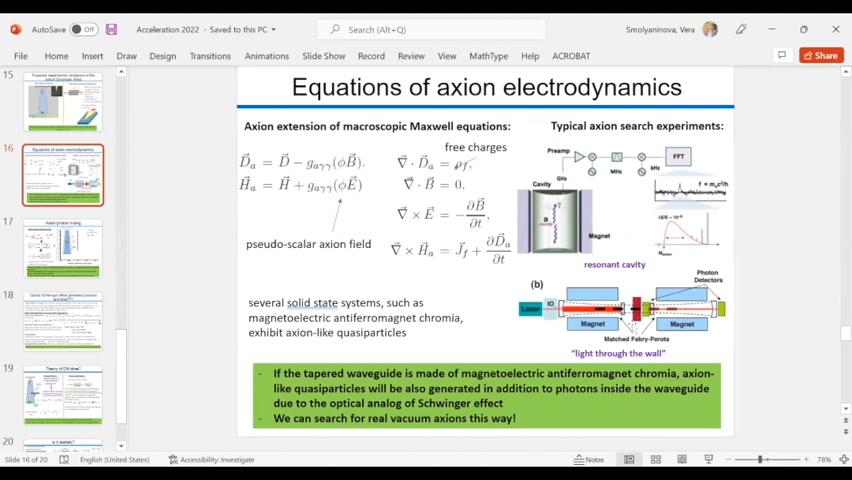 AutoSave Off Acceleration 2022 - Saved to this PC Search (Alt+Q) Smolyaninova, Vera
File Home Insert Draw Design Transitions Animations Slide Show Record Review View MathType Help ACROBAT Share
15
16
Equations of axion electrodynamics
17
18
19
Theory of EM drive?
20
Is it realistic?
Equations of axion electrodynamics
Axion extension of macroscopic Maxwell equations:
free charges
D⃗ₐ = D⃗ − g_{aγγ}(ϕB⃗).
H⃗ₐ = H⃗ + g_{aγγ}(ϕE⃗)
∇⃗ · D⃗ₐ = ρ_f,
∇⃗ · B⃗ = 0,
∇⃗ × E⃗ = −∂B⃗/∂t,
∇⃗ × H⃗ₐ = J⃗_f + ∂D⃗ₐ/∂t
pseudo-scalar axion field
several solid state systems, such as
magnetoelectric antiferromagnet chromia,
exhibit axion-like quasiparticles
Typical axion search experiments:
Preamp
FFT
GHz
MHz
kHz
Cavity
a
γ
Magnet
resonant cavity
(b)
Photon
Detectors
Laser IO
Magnet Magnet
Matched Fabry-Perots
"light through the wall"
- If the tapered waveguide is made of magnetoelectric antiferromagnet chromia, axion-
like quasiparticles will be also generated in addition to photons inside the waveguide
due to the optical analog of Schwinger effect
- We can search for real vacuum axions this way!
Slide 16 of 20 English (United States) Accessibility: Investigate Notes 78%